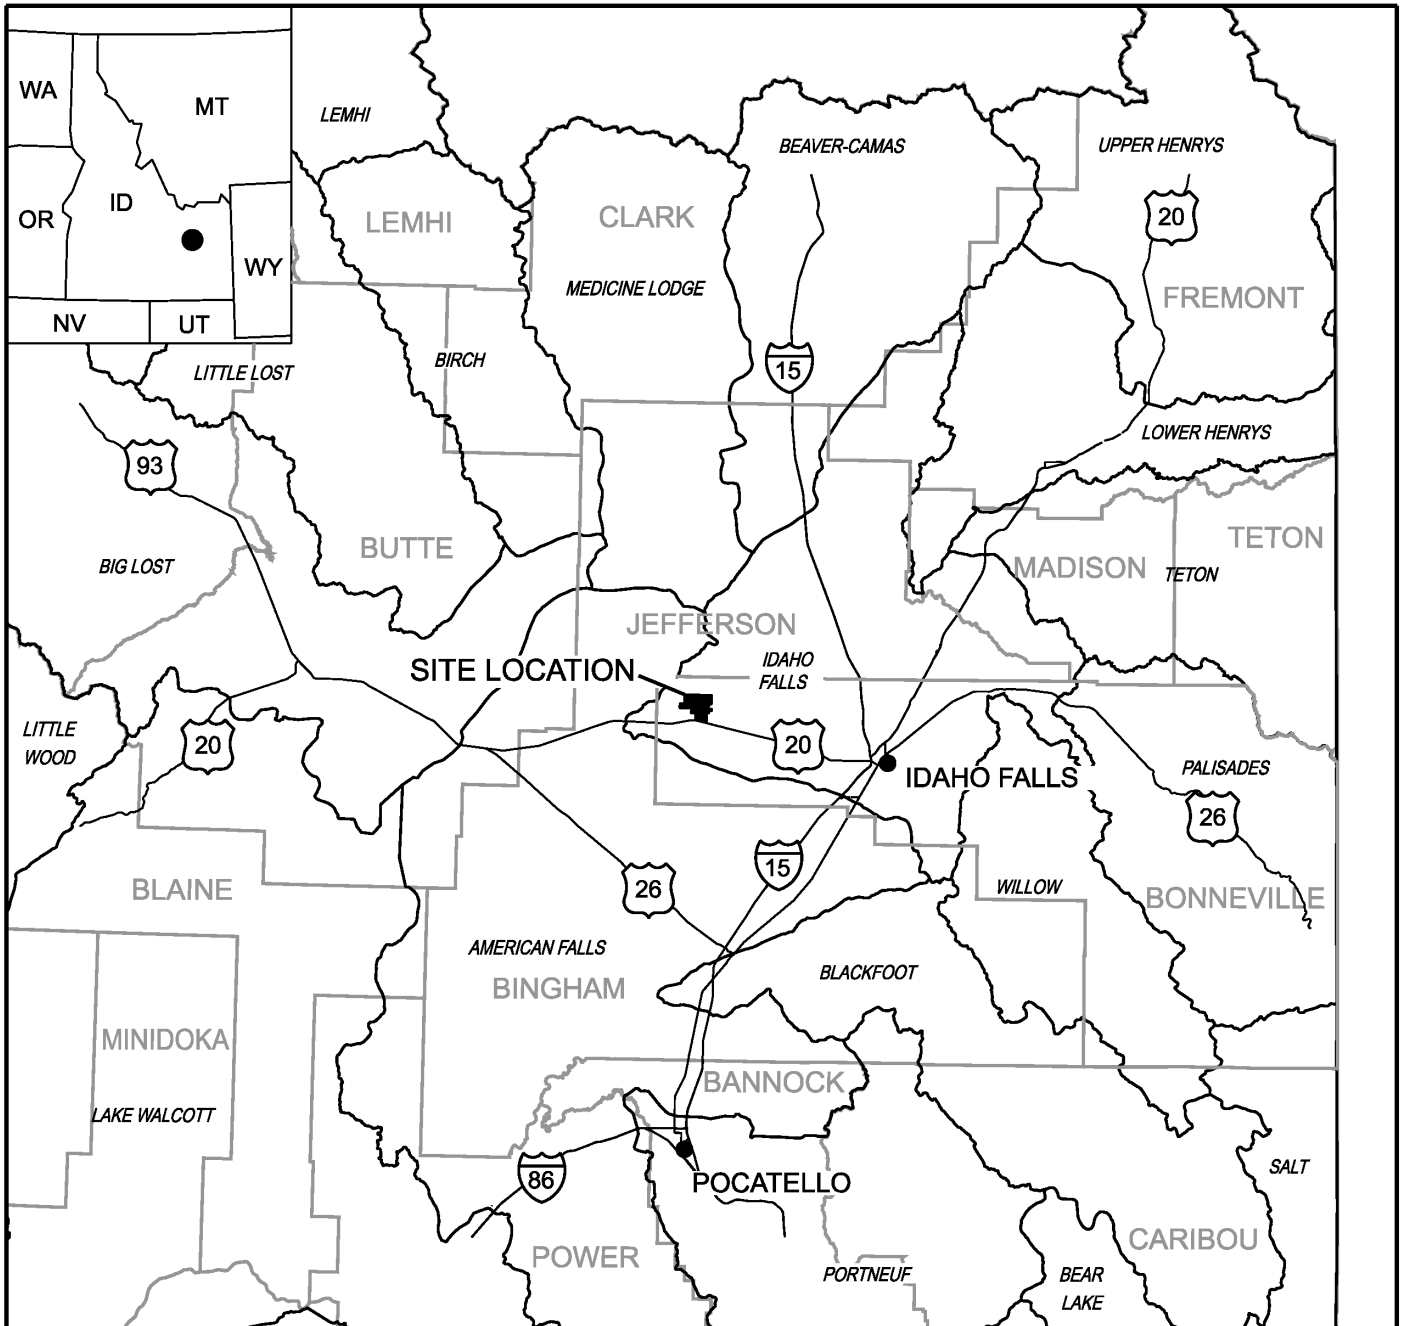 WA
MT
OR
ID
WY
NV
UT
LEMHI
BEAVER-CAMAS
UPPER HENRYS
20
LEMHI
CLARK
MEDICINE LODGE
FREMONT
BIRCH
LITTLE LOST
15
LOWER HENRYS
93
BUTTE
TETON
BIG LOST
MADISON
TETON
JEFFERSON
SITE LOCATION
IDAHO
FALLS
LITTLE
WOOD
20
20
IDAHO FALLS
PALISADES
26
15
26
BLAINE
WILLOW
BONNEVILLE
AMERICAN FALLS
BINGHAM
BLACKFOOT
MINIDOKA
BANNOCK
LAKE WALCOTT
86
POCATELLO
SALT
POWER
CARIBOU
PORTNEUF
BEAR
LAKE